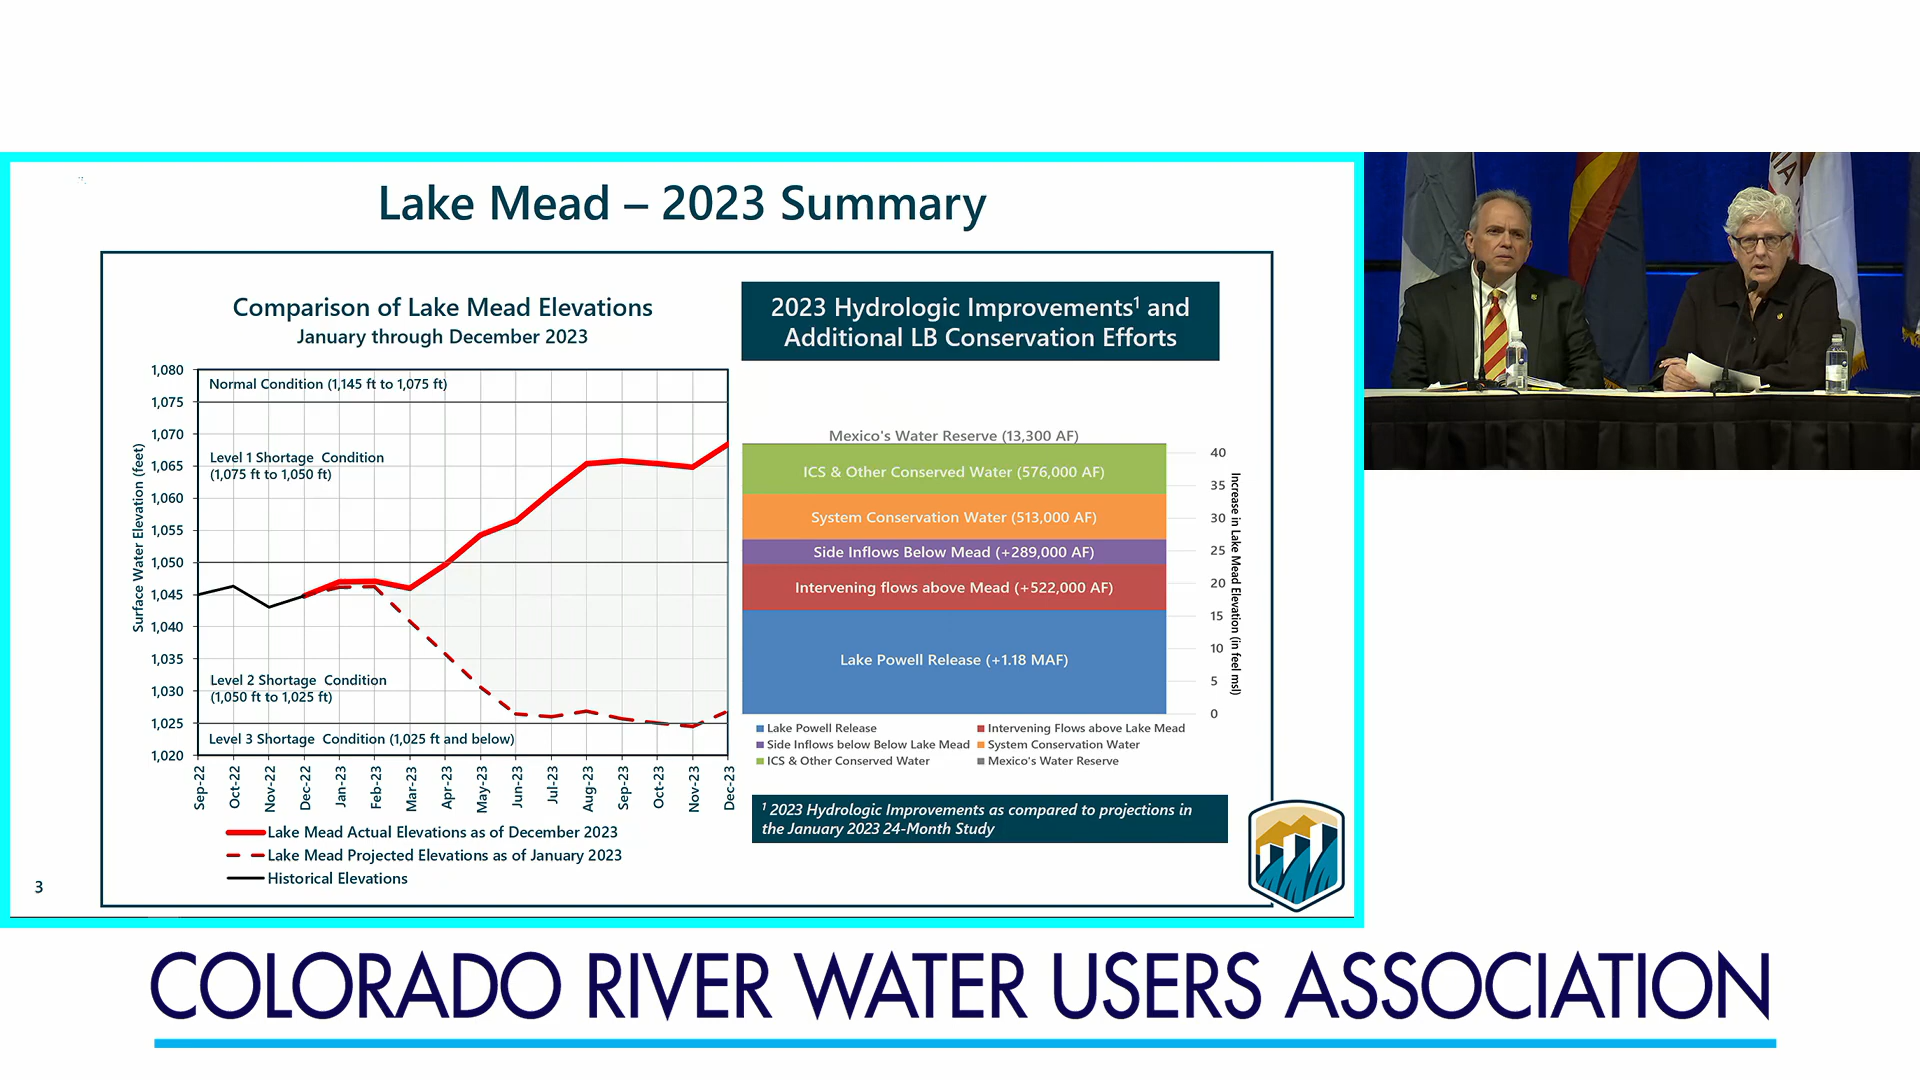 Lake Mead – 2023 Summary
Comparison of Lake Mead Elevations
January through December 2023
Surface Water Elevation (feet)
1,080
1,075
1,070
1,065
1,060
1,055
1,050
1,045
1,040
1,035
1,030
1,025
1,020
Normal Condition (1,145 ft to 1,075 ft)
Level 1 Shortage Condition
(1,075 ft to 1,050 ft)
Level 2 Shortage Condition
(1,050 ft to 1,025 ft)
Level 3 Shortage Condition (1,025 ft and below)
Sep-22
Oct-22
Nov-22
Dec-22
Jan-23
Feb-23
Mar-23
Apr-23
May-23
Jun-23
Jul-23
Aug-23
Sep-23
Oct-23
Nov-23
Dec-23
Lake Mead Actual Elevations as of December 2023
Lake Mead Projected Elevations as of January 2023
Historical Elevations
2023 Hydrologic Improvements¹ and
Additional LB Conservation Efforts
Mexico's Water Reserve (13,300 AF)
ICS & Other Conserved Water (576,000 AF)
System Conservation Water (513,000 AF)
Side Inflows Below Mead (+289,000 AF)
Intervening flows above Mead (+522,000 AF)
Lake Powell Release (+1.18 MAF)
40
35
30
25
20
15
10
5
0
Increase in Lake Mead Elevation (in feel msl)
Lake Powell Release
Intervening Flows above Lake Mead
Side Inflows below Below Lake Mead
System Conservation Water
ICS & Other Conserved Water
Mexico's Water Reserve
¹ 2023 Hydrologic Improvements as compared to projections in
the January 2023 24-Month Study
3
COLORADO RIVER WATER USERS ASSOCIATION